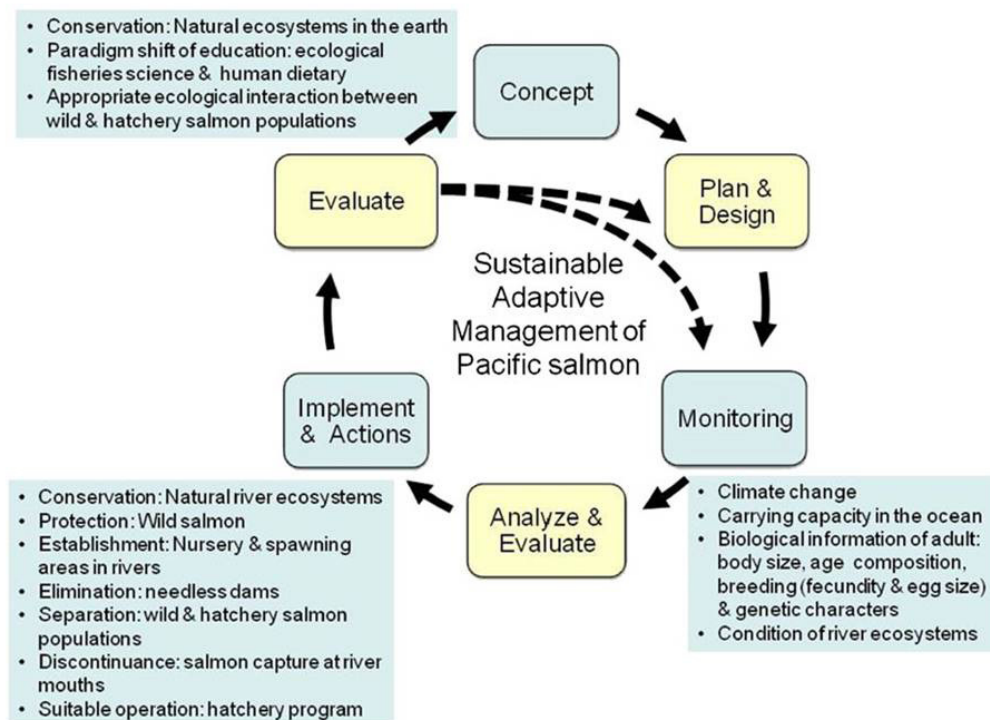 • Conservation: Natural ecosystems in the earth
• Paradigm shift of education: ecological
fisheries science & human dietary
• Appropriate ecological interaction between
wild & hatchery salmon populations
Concept
Evaluate
Plan &
Design
Sustainable
Adaptive
Management of
Pacific salmon
Implement
& Actions
Monitoring
Analyze &
Evaluate
• Conservation: Natural river ecosystems
• Protection: Wild salmon
• Establishment: Nursery & spawning
areas in rivers
• Elimination: needless dams
• Separation: wild & hatchery salmon
populations
• Discontinuance: salmon capture at river
mouths
• Suitable operation: hatchery program
• Climate change
• Carrying capacity in the ocean
• Biological information of adult:
body size, age composition,
breeding (fecundity & egg size)
& genetic characters
• Condition of river ecosystems